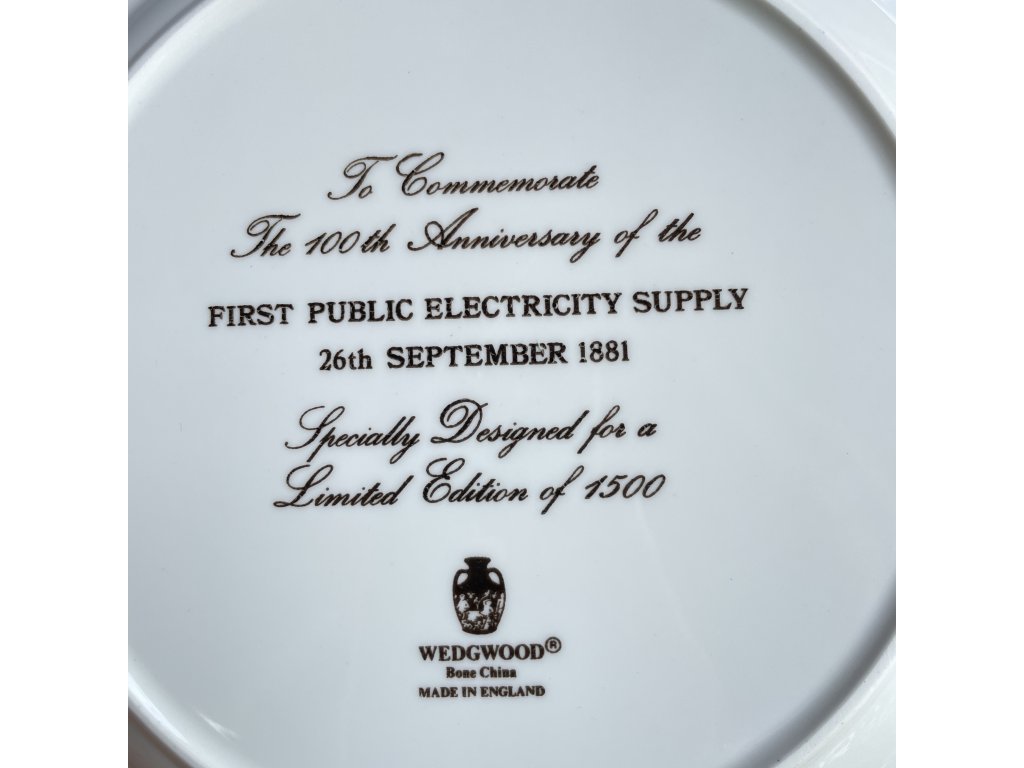 To Commemorate
The 100th Anniversary of the
FIRST PUBLIC ELECTRICITY SUPPLY
26th SEPTEMBER 1881
Specially Designed for a
Limited Edition of 1500
WEDGWOOD®
Bone China
MADE IN ENGLAND